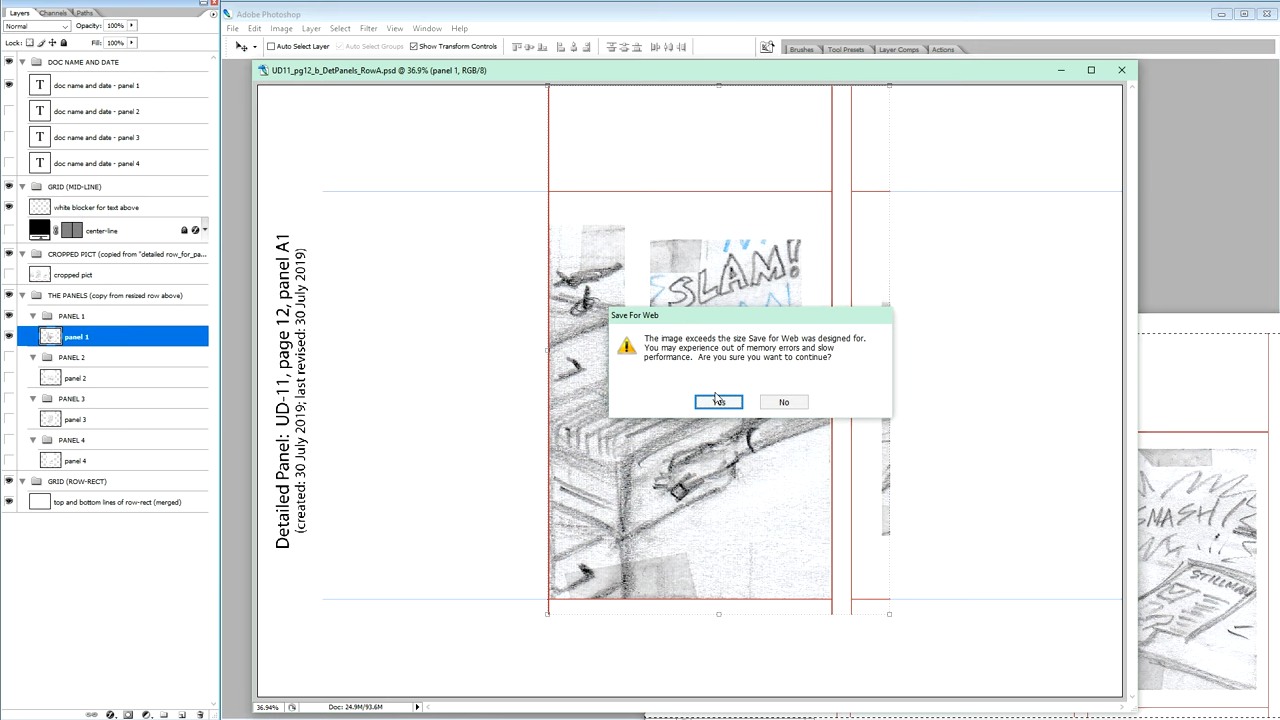 Layers
Channels
Paths
Normal
Opacity: 100%
Lock:
Fill: 100%
DOC NAME AND DATE
T doc name and date - panel 1
T doc name and date - panel 2
T doc name and date - panel 3
T doc name and date - panel 4
GRID (MID-LINE)
white blocker for text above
center-line
CROPPED PICT (copied from "detailed row_for_pa...
cropped pict
THE PANELS (copy from resized row above)
PANEL 1
panel 1
PANEL 2
panel 2
PANEL 3
panel 3
PANEL 4
panel 4
GRID (ROW-RECT)
top and bottom lines of row-rect (merged)
Adobe Photoshop
File Edit Image Layer Select Filter View Window Help
Auto Select Layer Auto Select Groups Show Transform Controls
Brushes Tool Presets Layer Comps Actions
UD11_pg12_b_DetPanels_RowA.psd @ 36.9% (panel 1, RGB/8)
Detailed Panel: UD-11, page 12, panel A1
(created: 30 July 2019; last revised: 30 July 2019)
SLAM!
Save For Web
The image exceeds the size Save for Web was designed for.
You may experience out of memory errors and slow
performance. Are you sure you want to continue?
Yes
No
SMASH!
36.94%
Doc: 24.9M/93.6M